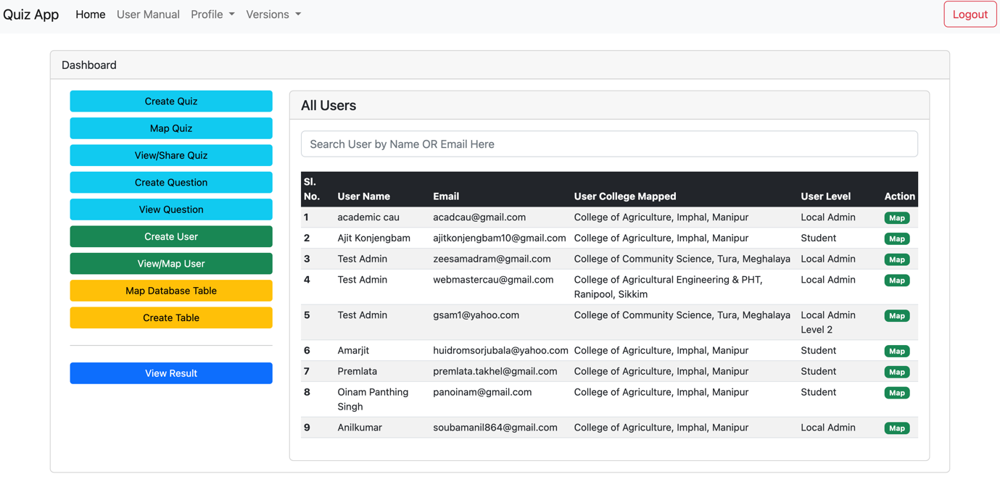 Quiz App Home User Manual Profile Versions Logout
Dashboard
Create Quiz
Map Quiz
View/Share Quiz
Create Question
View Question
Create User
View/Map User
Map Database Table
Create Table
View Result
All Users
Search User by Name OR Email Here
Sl.
No. User Name Email User College Mapped User Level Action
1 academic cau acadcau@gmail.com College of Agriculture, Imphal, Manipur Local Admin Map
2 Ajit Konjengbam ajitkonjengbam10@gmail.com College of Agriculture, Imphal, Manipur Student Map
3 Test Admin zeesamadram@gmail.com College of Community Science, Tura, Meghalaya Local Admin Map
4 Test Admin webmastercau@gmail.com College of Agricultural Engineering & PHT, Local Admin Map
Ranipool, Sikkim
5 Test Admin gsam1@yahoo.com College of Community Science, Tura, Meghalaya Local Admin Map
Level 2
6 Amarjit huidromsorjubala@yahoo.com College of Agriculture, Imphal, Manipur Student Map
7 Premlata premlata.takhel@gmail.com College of Agriculture, Imphal, Manipur Student Map
8 Oinam Panthing panoinam@gmail.com College of Agriculture, Imphal, Manipur Student Map
Singh
9 Anilkumar soubamanil864@gmail.com College of Agriculture, Imphal, Manipur Local Admin Map